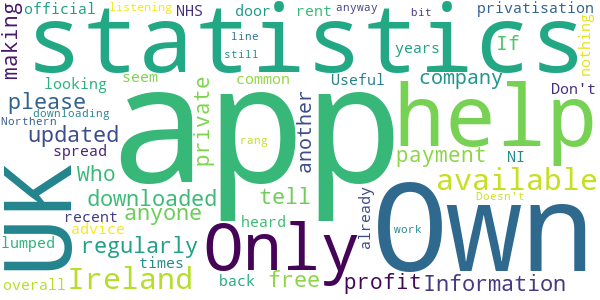 official listening NHS door rent anyway bit privatisation
making statistics nothing
line still years If
looking seem common Useful company Don't
please downloading private app another help
Northern updated
spread Who payment NI available
UK downloaded anyone tell Own
recent lumped advice heard already Doesn't
regularly rang Only work
times Ireland overall back free profit Information